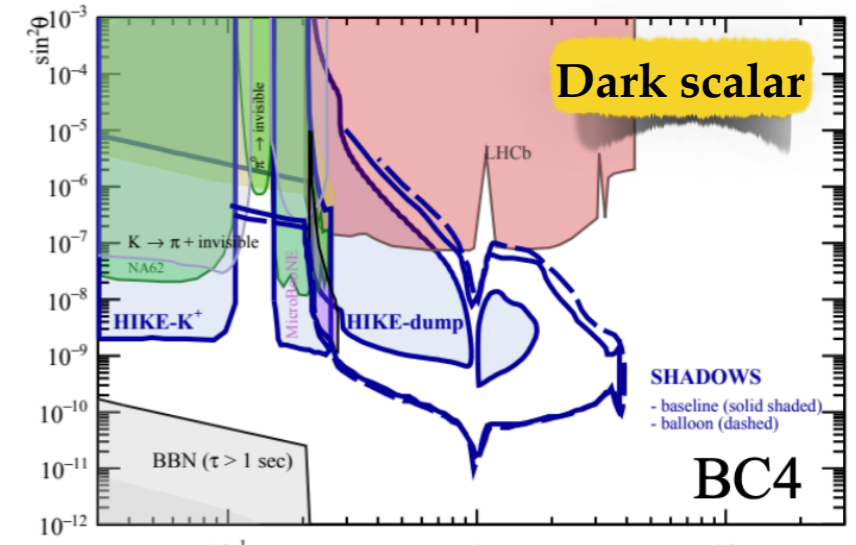 sin²θ
10⁻³
10⁻⁴
10⁻⁵
10⁻⁶
10⁻⁷
10⁻⁸
10⁻⁹
10⁻¹⁰
10⁻¹¹
10⁻¹²
Dark scalar
π⁰ → invisible
LHCb
K → π + invisible
NA62
MicroBooNE
HIKE-K⁺
HIKE-dump
SHADOWS
- baseline (solid shaded)
- balloon (dashed)
BBN (τ > 1 sec)
BC4